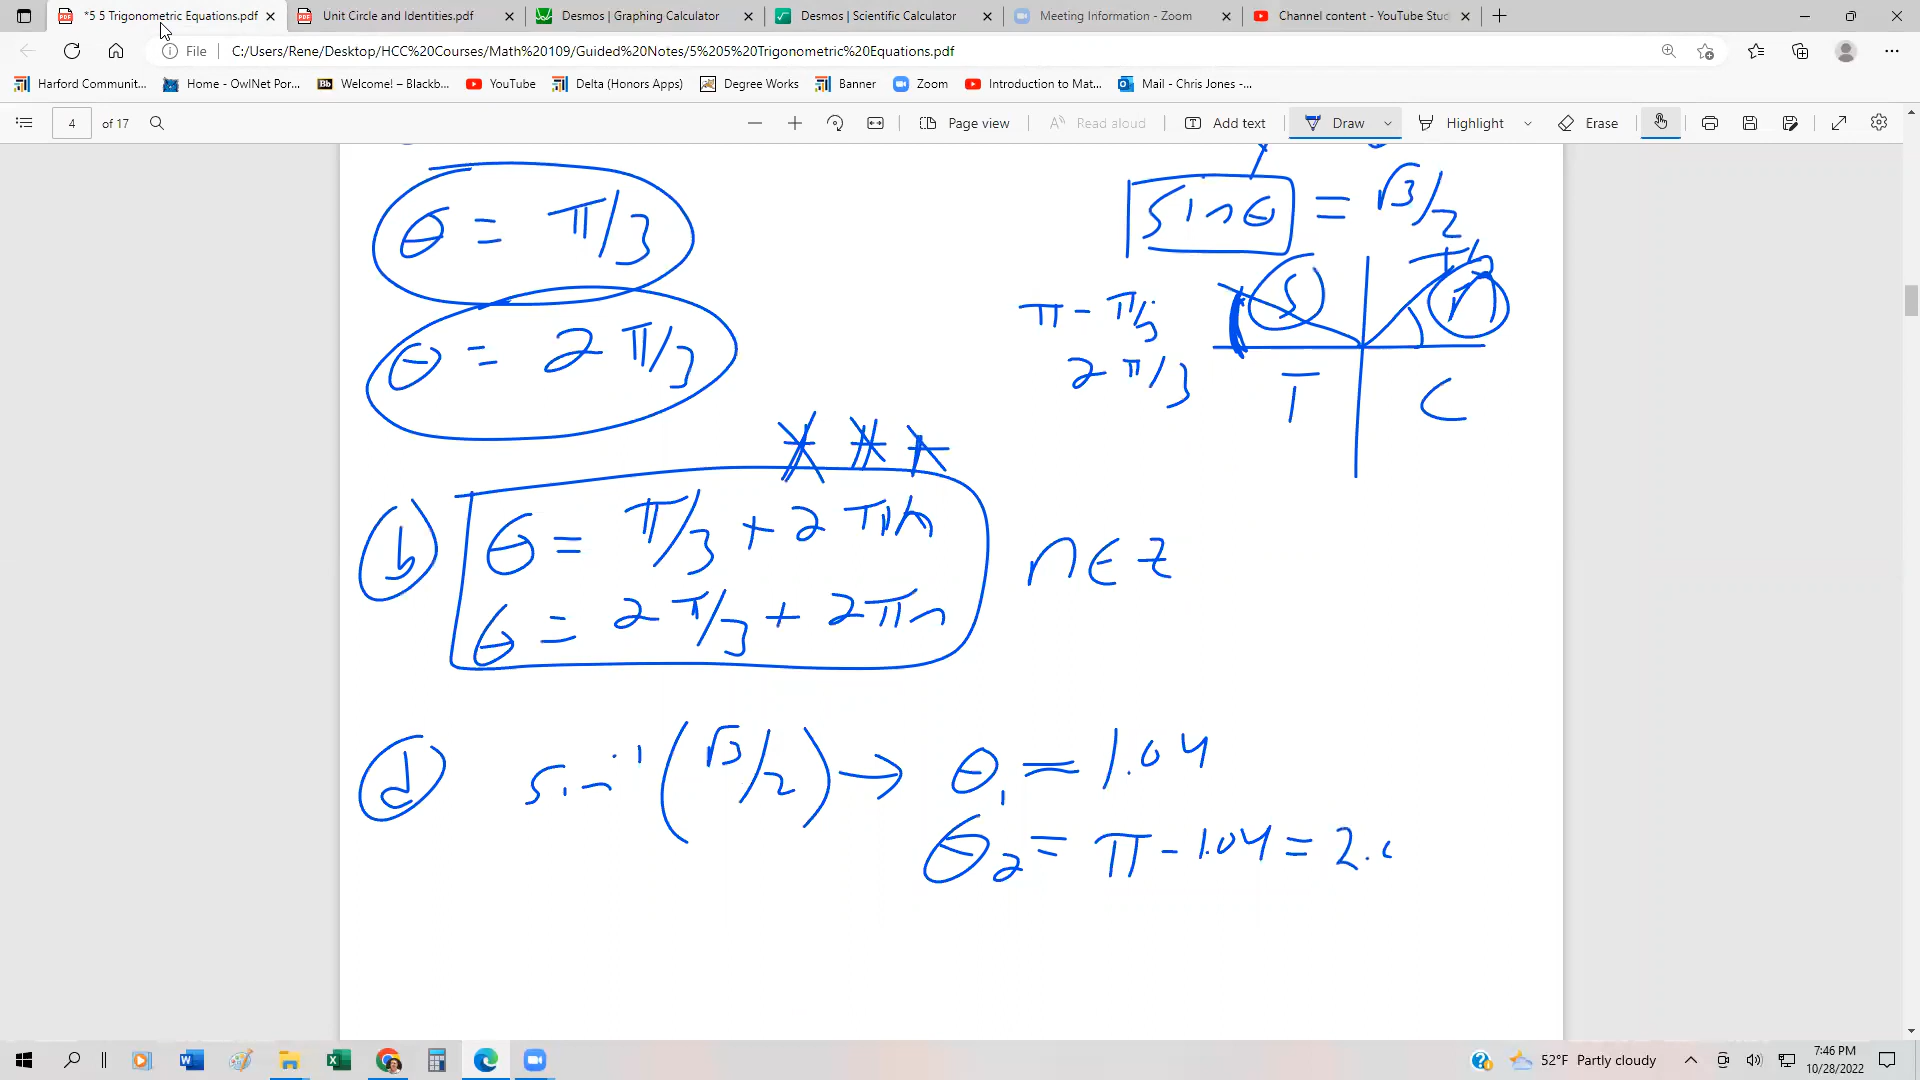 *5 5 Trigonometric Equations.pdf
Unit Circle and Identities.pdf
Desmos | Graphing Calculator
Desmos | Scientific Calculator
Meeting Information - Zoom
Channel content - YouTube Stud
File
C:/Users/Rene/Desktop/HCC%20Courses/Math%20109/Guided%20Notes/5%205%20Trigonometric%20Equations.pdf
Harford Communit...
Home - OwlNet Por...
Welcome! – Blackb...
YouTube
Delta (Honors Apps)
Degree Works
Banner
Zoom
Introduction to Mat...
Mail - Chris Jones -...
4 of 17
Page view
Read aloud
Add text
Draw
Highlight
Erase
θ = π/3
sinθ = √3/2
S
π - π/3
2π/3
T C
θ = 2π/3
b θ = π/3 + 2πn
n ∈ Z
θ = 2π/3 + 2πn
d sin⁻¹(√3/2) → θ₁ = 1.04
θ₂ = π - 1.04 = 2.
52°F Partly cloudy
7:46 PM
10/28/2022